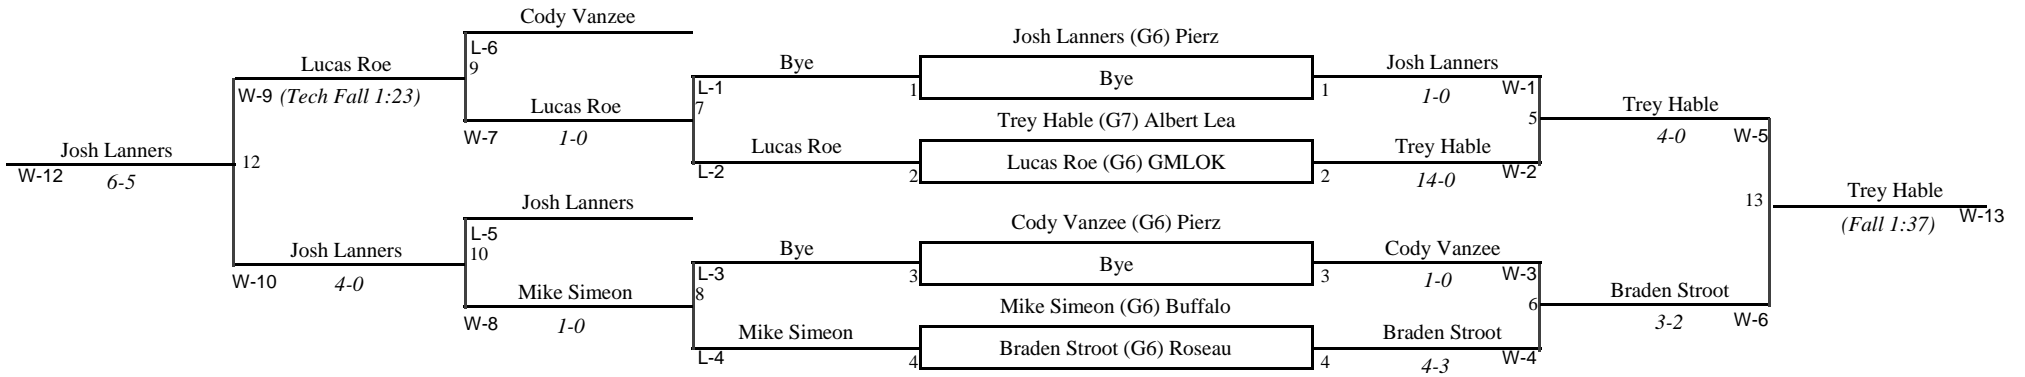 Cody Vanzee
L-6
9
Lucas Roe
W-9 (Tech Fall 1:23)
Lucas Roe
W-7 1-0
Josh Lanners
W-12 6-5
12
Josh Lanners
L-5
10
Josh Lanners
W-10 4-0
Mike Simeon
W-8 1-0
Bye
L-1 1
7
Lucas Roe
L-2 2
Bye
L-3 3
8
Mike Simeon
L-4 4
Josh Lanners (G6) Pierz
Bye
Trey Hable (G7) Albert Lea
Lucas Roe (G6) GMLOK
Cody Vanzee (G6) Pierz
Bye
Mike Simeon (G6) Buffalo
Braden Stroot (G6) Roseau
Josh Lanners
1 1-0 W-1
5
Trey Hable
2 14-0 W-2
Cody Vanzee
3 1-0 W-3
6
Braden Stroot
4 4-3 W-4
Trey Hable
4-0 W-5
13
Braden Stroot
3-2 W-6
Trey Hable
(Fall 1:37) W-13